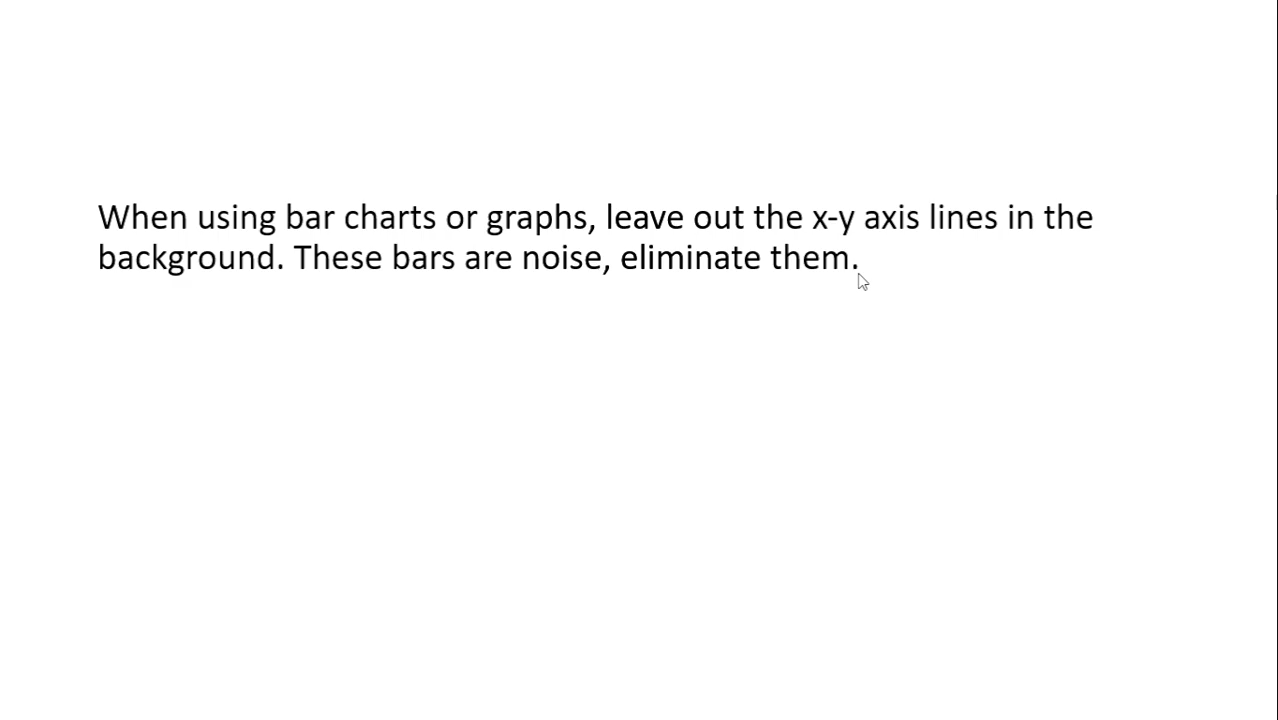 When using bar charts or graphs, leave out the x-y axis lines in the
background. These bars are noise, eliminate them.